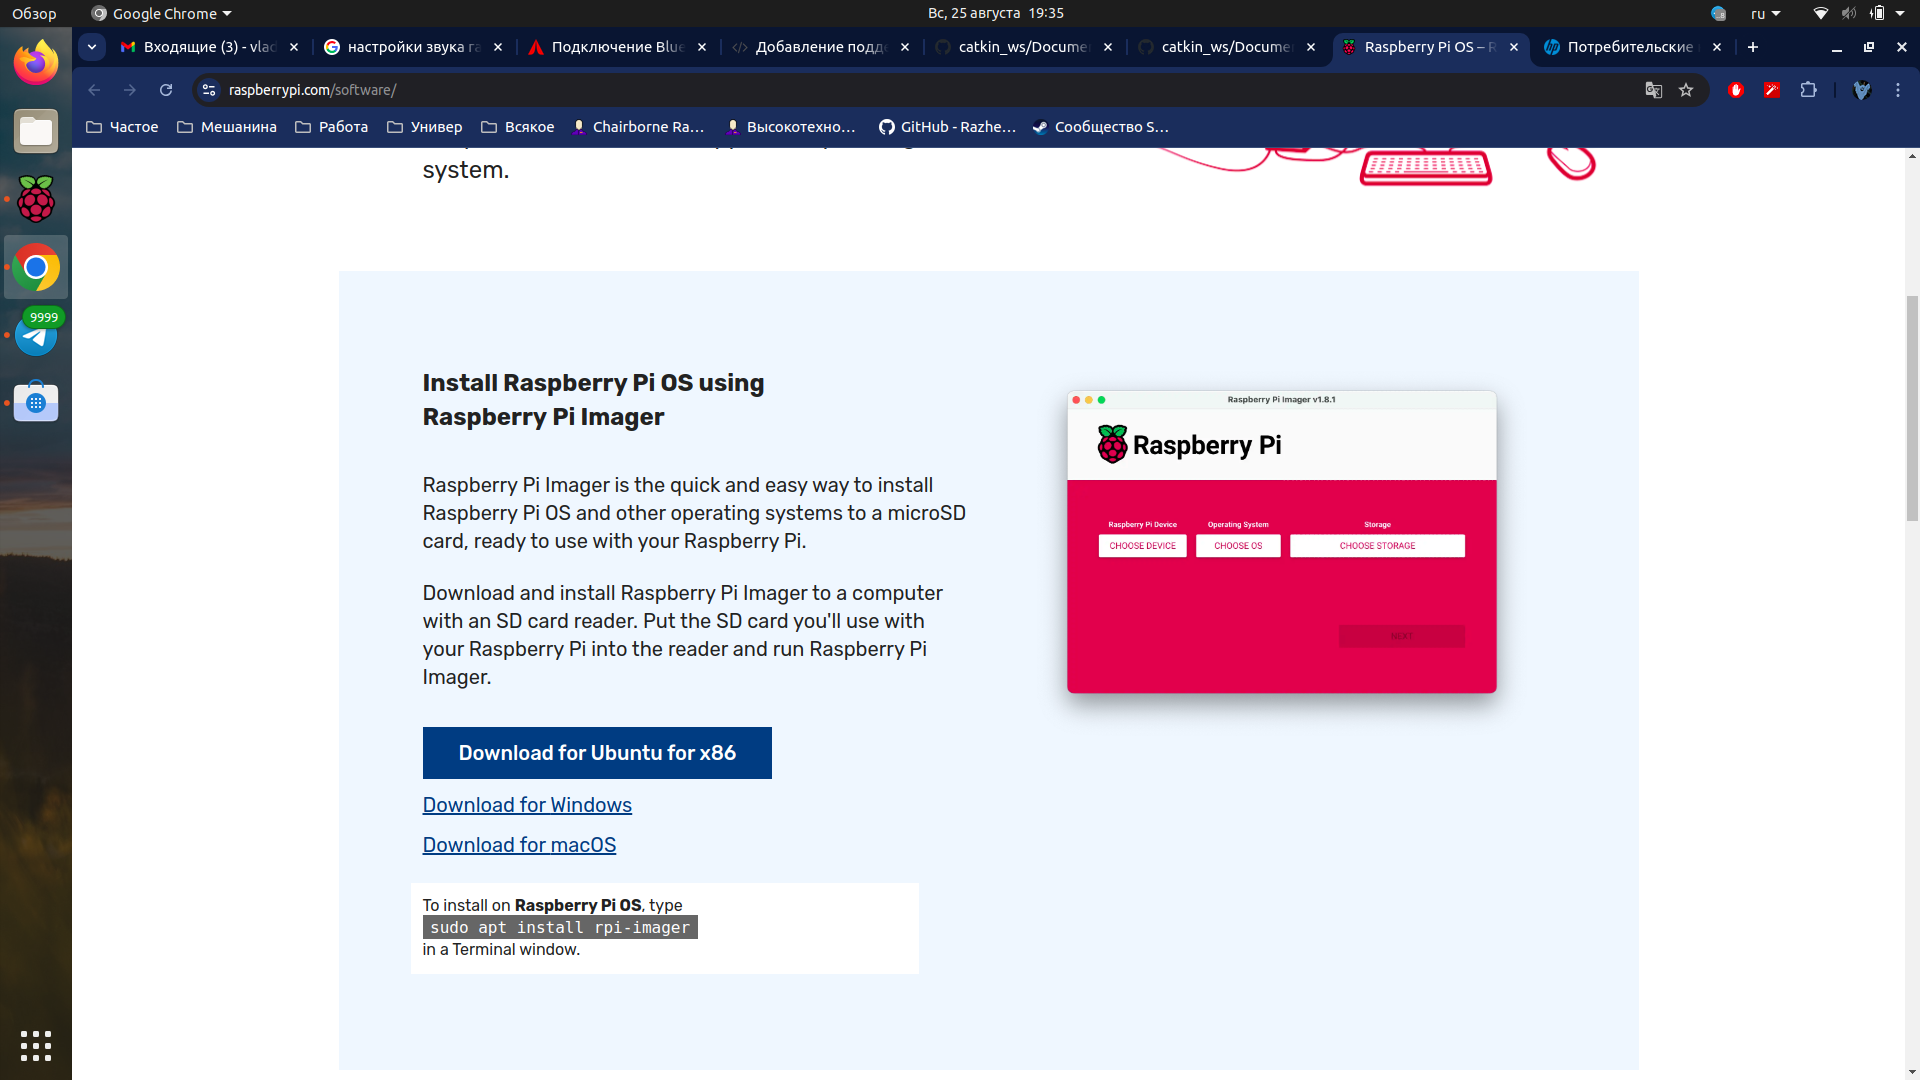 Обзор
Google Chrome
Вс, 25 августа 19:35
ru
Входящие (3) - vlad
настройки звука га
Подключение Blue
Добавление подде
catkin_ws/Docume
catkin_ws/Docume
Raspberry Pi OS – R
Потребительские
raspberrypi.com/software/
Частое
Мешанина
Работа
Универ
Всякое
Chairborne Ra...
Высокотехно...
GitHub - Razhe...
Сообщество S...
9999
system.
Install Raspberry Pi OS using
Raspberry Pi Imager
Raspberry Pi Imager is the quick and easy way to install
Raspberry Pi OS and other operating systems to a microSD
card, ready to use with your Raspberry Pi.
Download and install Raspberry Pi Imager to a computer
with an SD card reader. Put the SD card you'll use with
your Raspberry Pi into the reader and run Raspberry Pi
Imager.
Download for Ubuntu for x86
Download for Windows
Download for macOS
To install on Raspberry Pi OS, type
sudo apt install rpi-imager
in a Terminal window.
Raspberry Pi Imager v1.8.1
Raspberry Pi
Raspberry Pi Device
Operating System
Storage
CHOOSE DEVICE
CHOOSE OS
CHOOSE STORAGE
NEXT